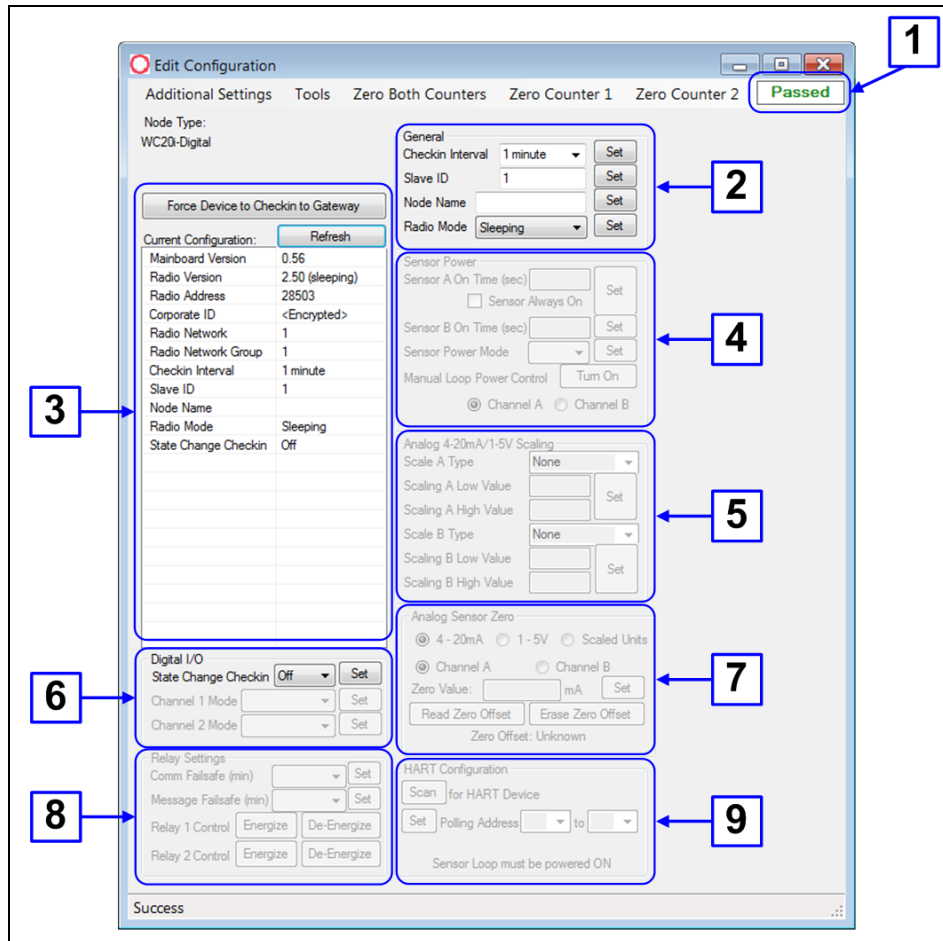 1
Edit Configuration
Additional Settings Tools Zero Both Counters Zero Counter 1 Zero Counter 2 Passed
Node Type:
WC20i-Digital
Force Device to Checkin to Gateway
Current Configuration: Refresh
Mainboard Version 0.56
Radio Version 2.50 (sleeping)
Radio Address 28503
Corporate ID <Encrypted>
Radio Network 1
Radio Network Group 1
Checkin Interval 1 minute
Slave ID 1
Node Name
Radio Mode Sleeping
State Change Checkin Off
3
General
Checkin Interval 1 minute Set
Slave ID 1 Set
Node Name Set
Radio Mode Sleeping Set
2
Sensor Power
Sensor A On Time (sec) Set
Sensor Always On
Sensor B On Time (sec) Set
Sensor Power Mode Set
Manual Loop Power Control Turn On
Channel A Channel B
4
Analog 4-20mA/1-5V Scaling
Scale A Type None
Scaling A Low Value
Set
Scaling A High Value
Scale B Type None
Scaling B Low Value
Set
Scaling B High Value
5
Digital I/O
State Change Checkin Off Set
Channel 1 Mode Set
Channel 2 Mode Set
6
Analog Sensor Zero
4 - 20mA 1 - 5V Scaled Units
Channel A Channel B
Zero Value: mA Set
Read Zero Offset Erase Zero Offset
Zero Offset: Unknown
7
Relay Settings
Comm Failsafe (min) Set
Message Failsafe (min) Set
Relay 1 Control Energize De-Energize
Relay 2 Control Energize De-Energize
8
HART Configuration
Scan for HART Device
Set Polling Address to
Sensor Loop must be powered ON
9
Success